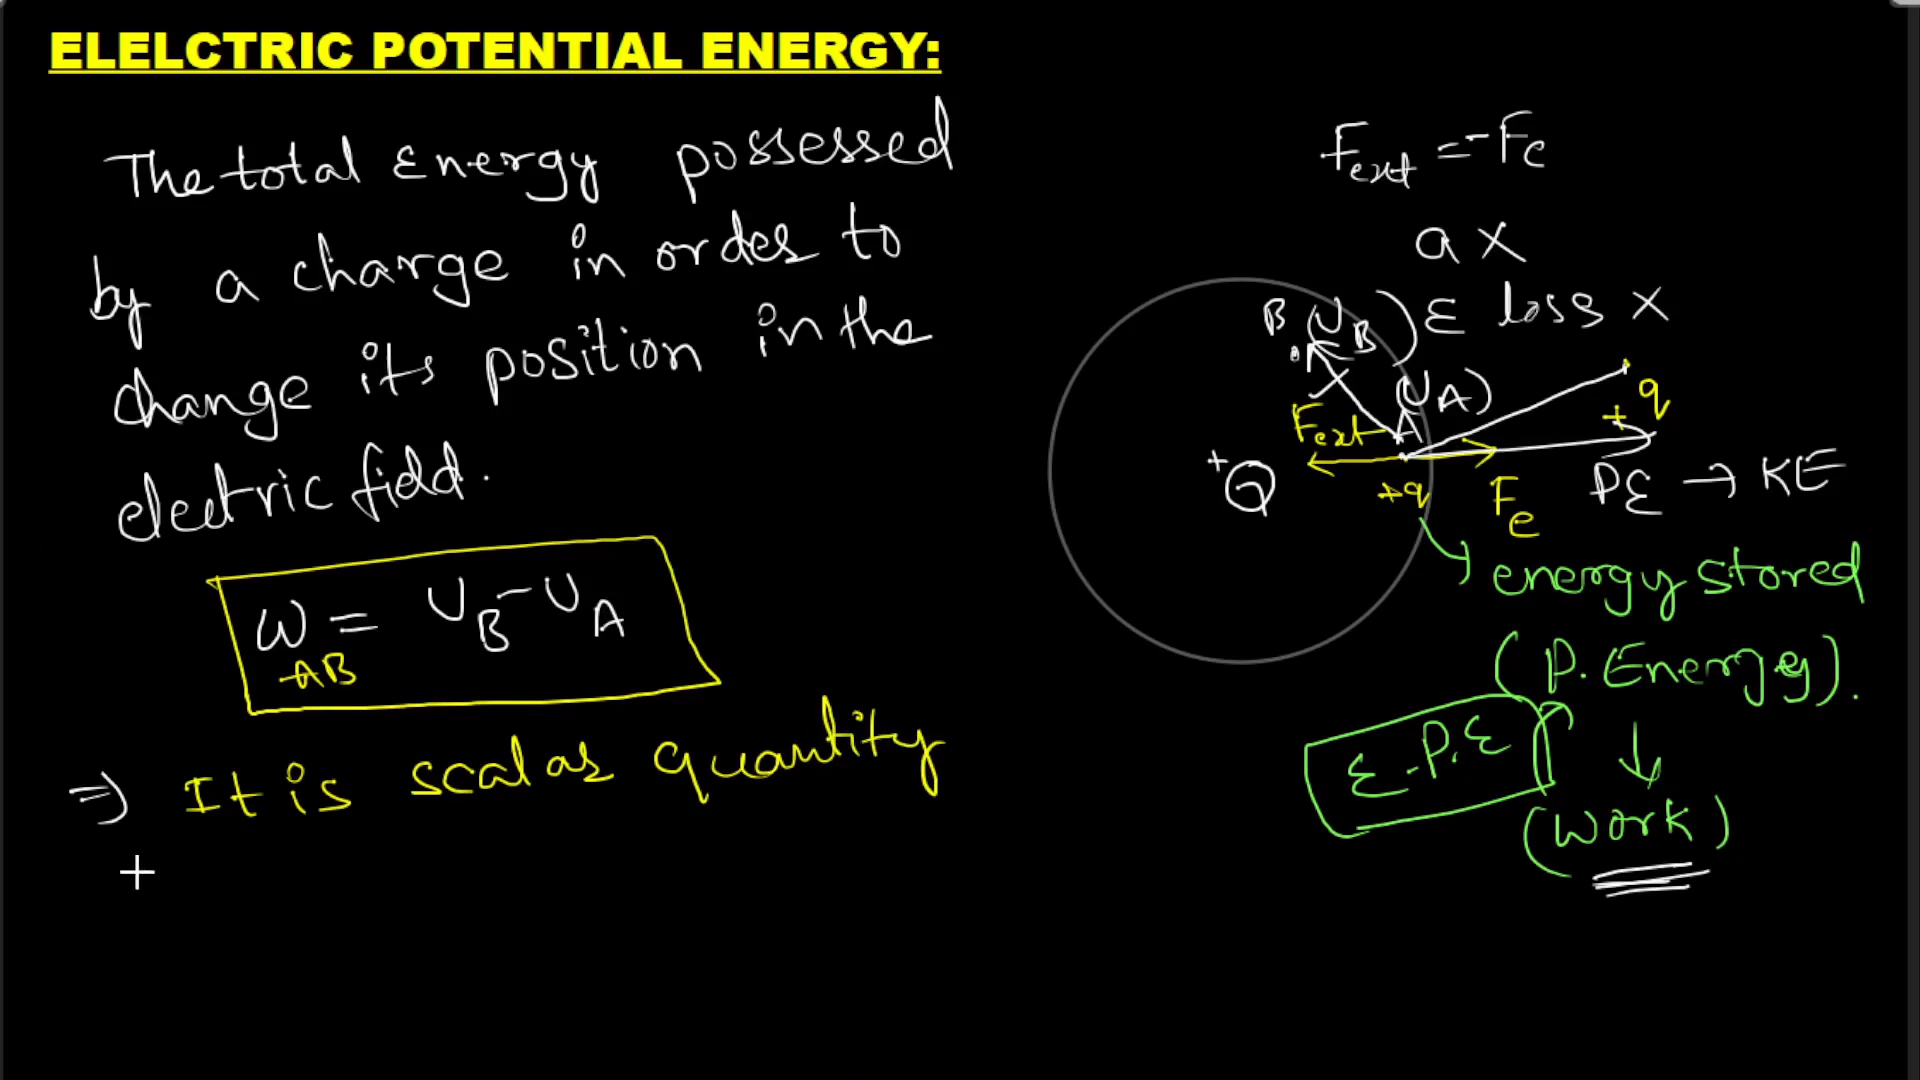 ELELCTRIC POTENTIAL ENERGY:
The total Energy possessed
by a charge in order to
change its position in the
electric field.
W = U_B - U_A
AB
⇒ It is scalar quantity
F_ext = -F_e
a X
B (U_B) E loss X
(U_A)
F_ext A + q
+Q +q F_e PE → KE
energy stored
(P. Energy).
E.P.E
(Work)